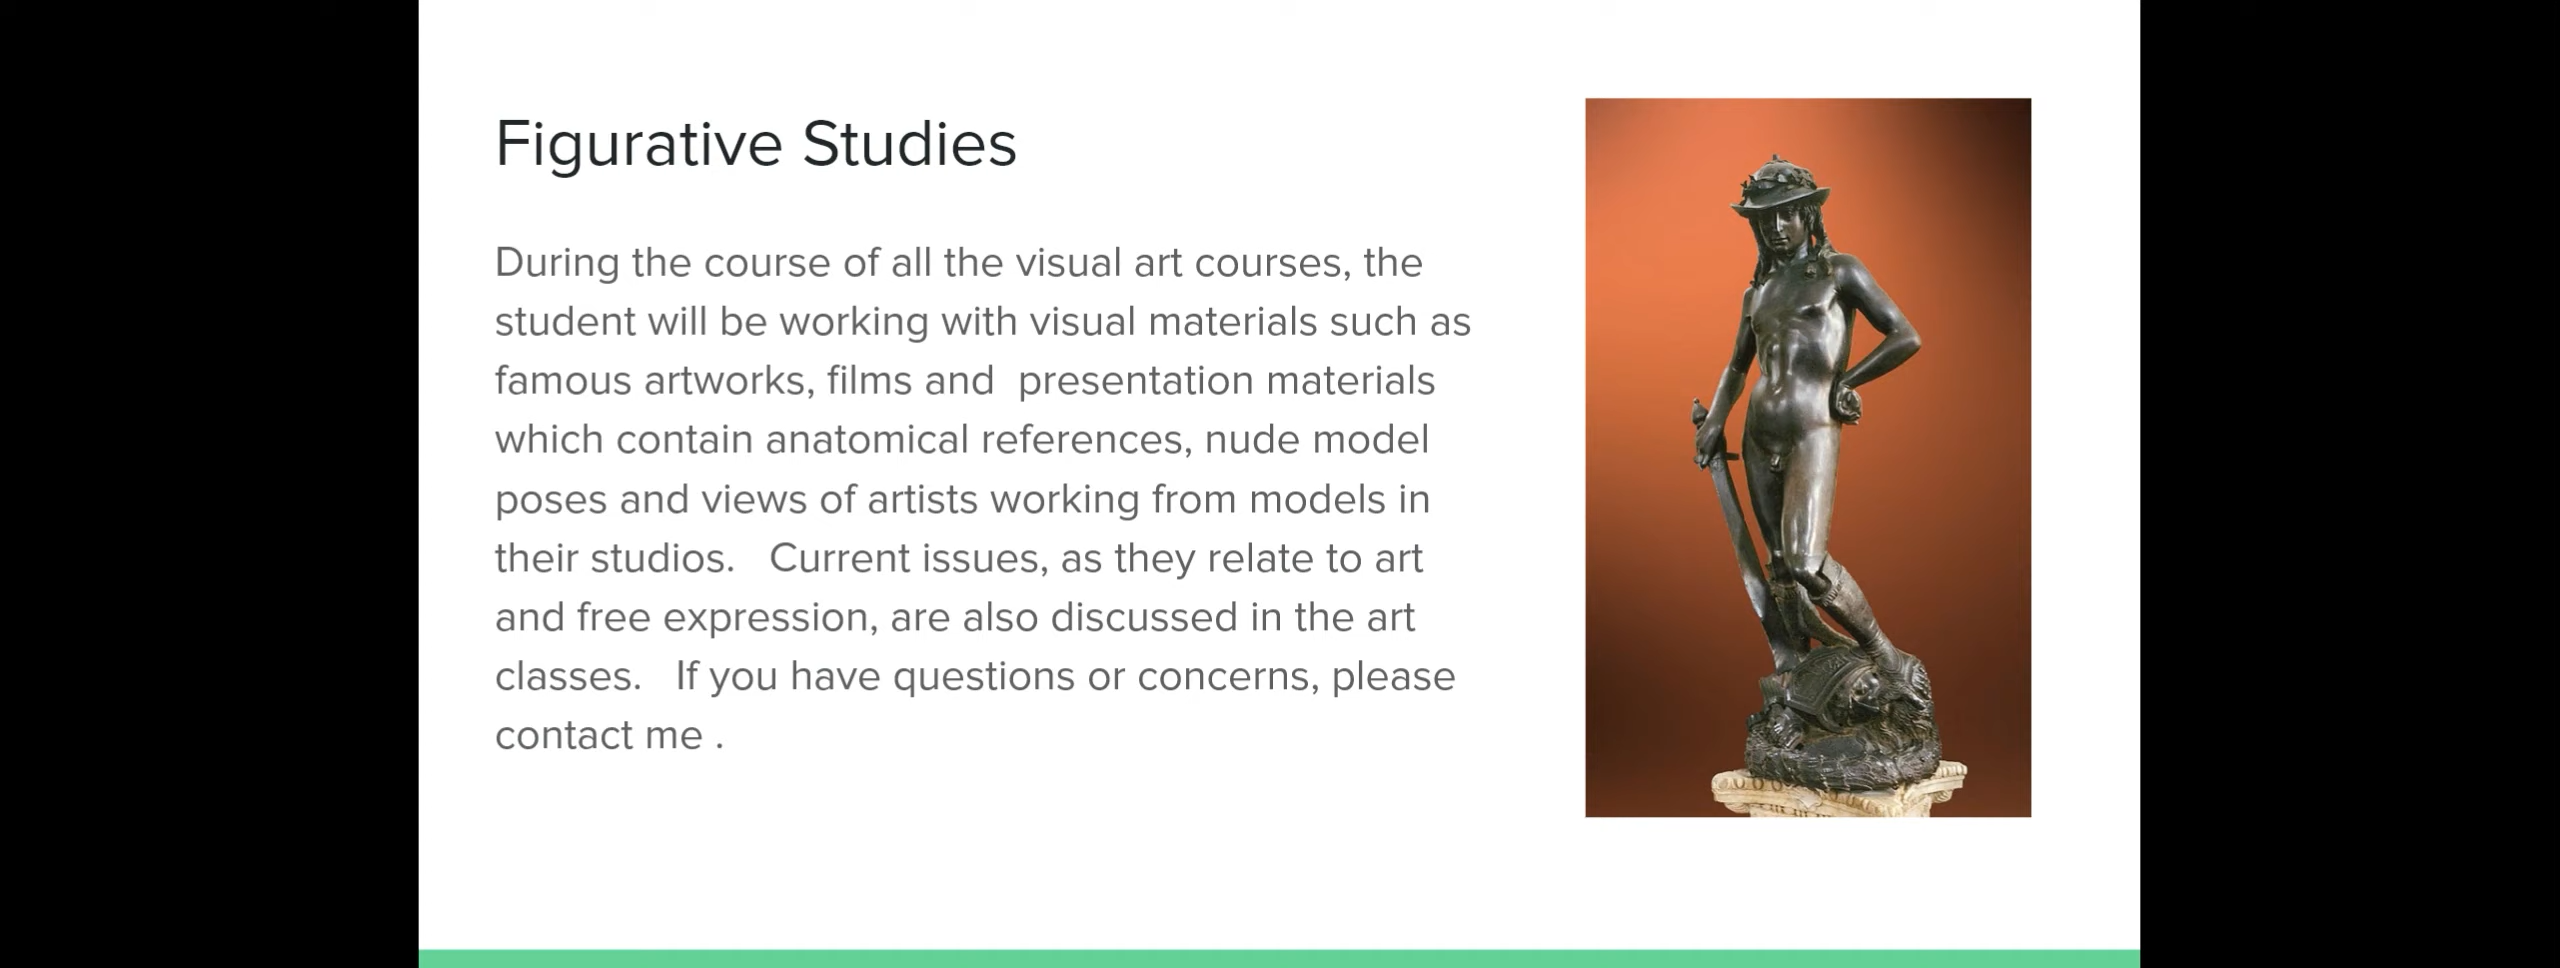 Figurative Studies
During the course of all the visual art courses, the
student will be working with visual materials such as
famous artworks, films and  presentation materials
which contain anatomical references, nude model
poses and views of artists working from models in
their studios.   Current issues, as they relate to art
and free expression, are also discussed in the art
classes.   If you have questions or concerns, please
contact me .